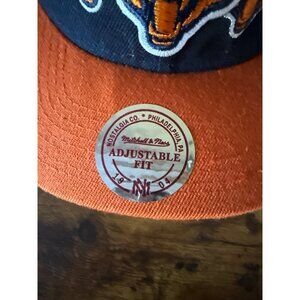 NOSTALGIA CO. • PHILADELPHIA, PA
Mitchell & Ness
ADJUSTABLE
FIT
19 04